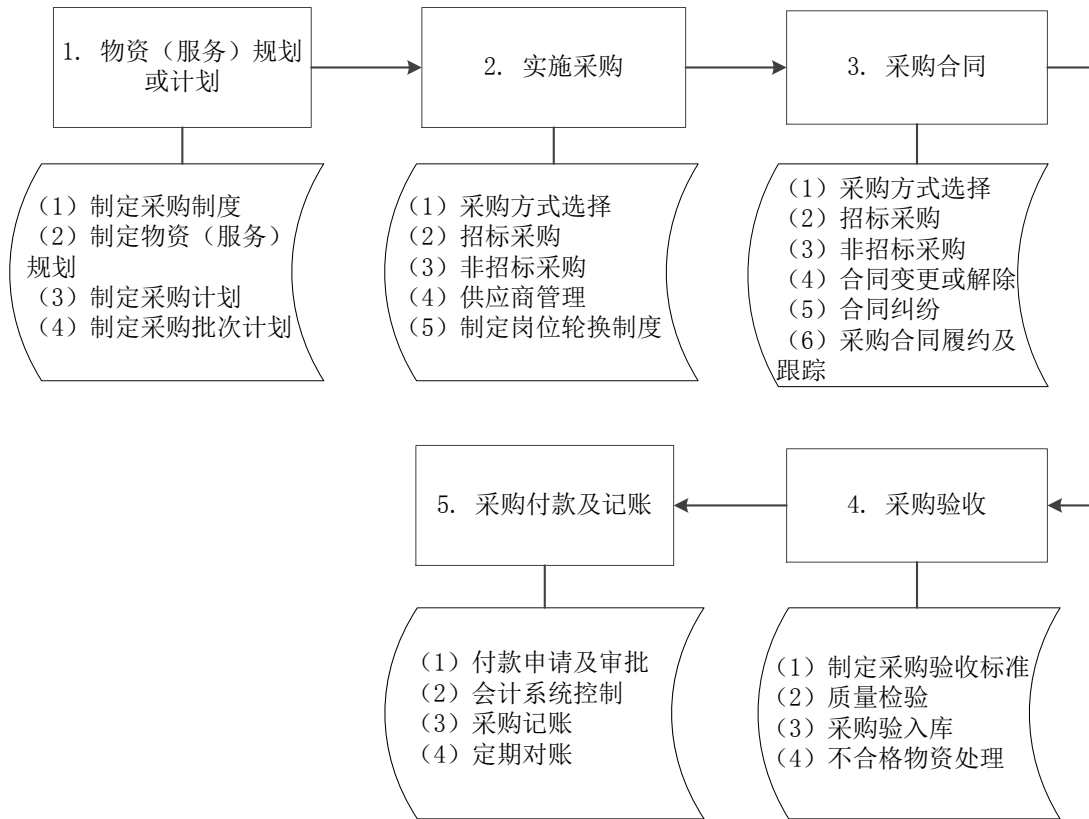 1. 物资（服务）规划
或计划
2. 实施采购
3. 采购合同
（1）制定采购制度
（2）制定物资（服务）
规划
（3）制定采购计划
（4）制定采购批次计划
（1）采购方式选择
（2）招标采购
（3）非招标采购
（4）供应商管理
（5）制定岗位轮换制度
（1）采购方式选择
（2）招标采购
（3）非招标采购
（4）合同变更或解除
（5）合同纠纷
（6）采购合同履约及
跟踪
5. 采购付款及记账
4. 采购验收
（1）付款申请及审批
（2）会计系统控制
（3）采购记账
（4）定期对账
（1）制定采购验收标准
（2）质量检验
（3）采购验入库
（4）不合格物资处理